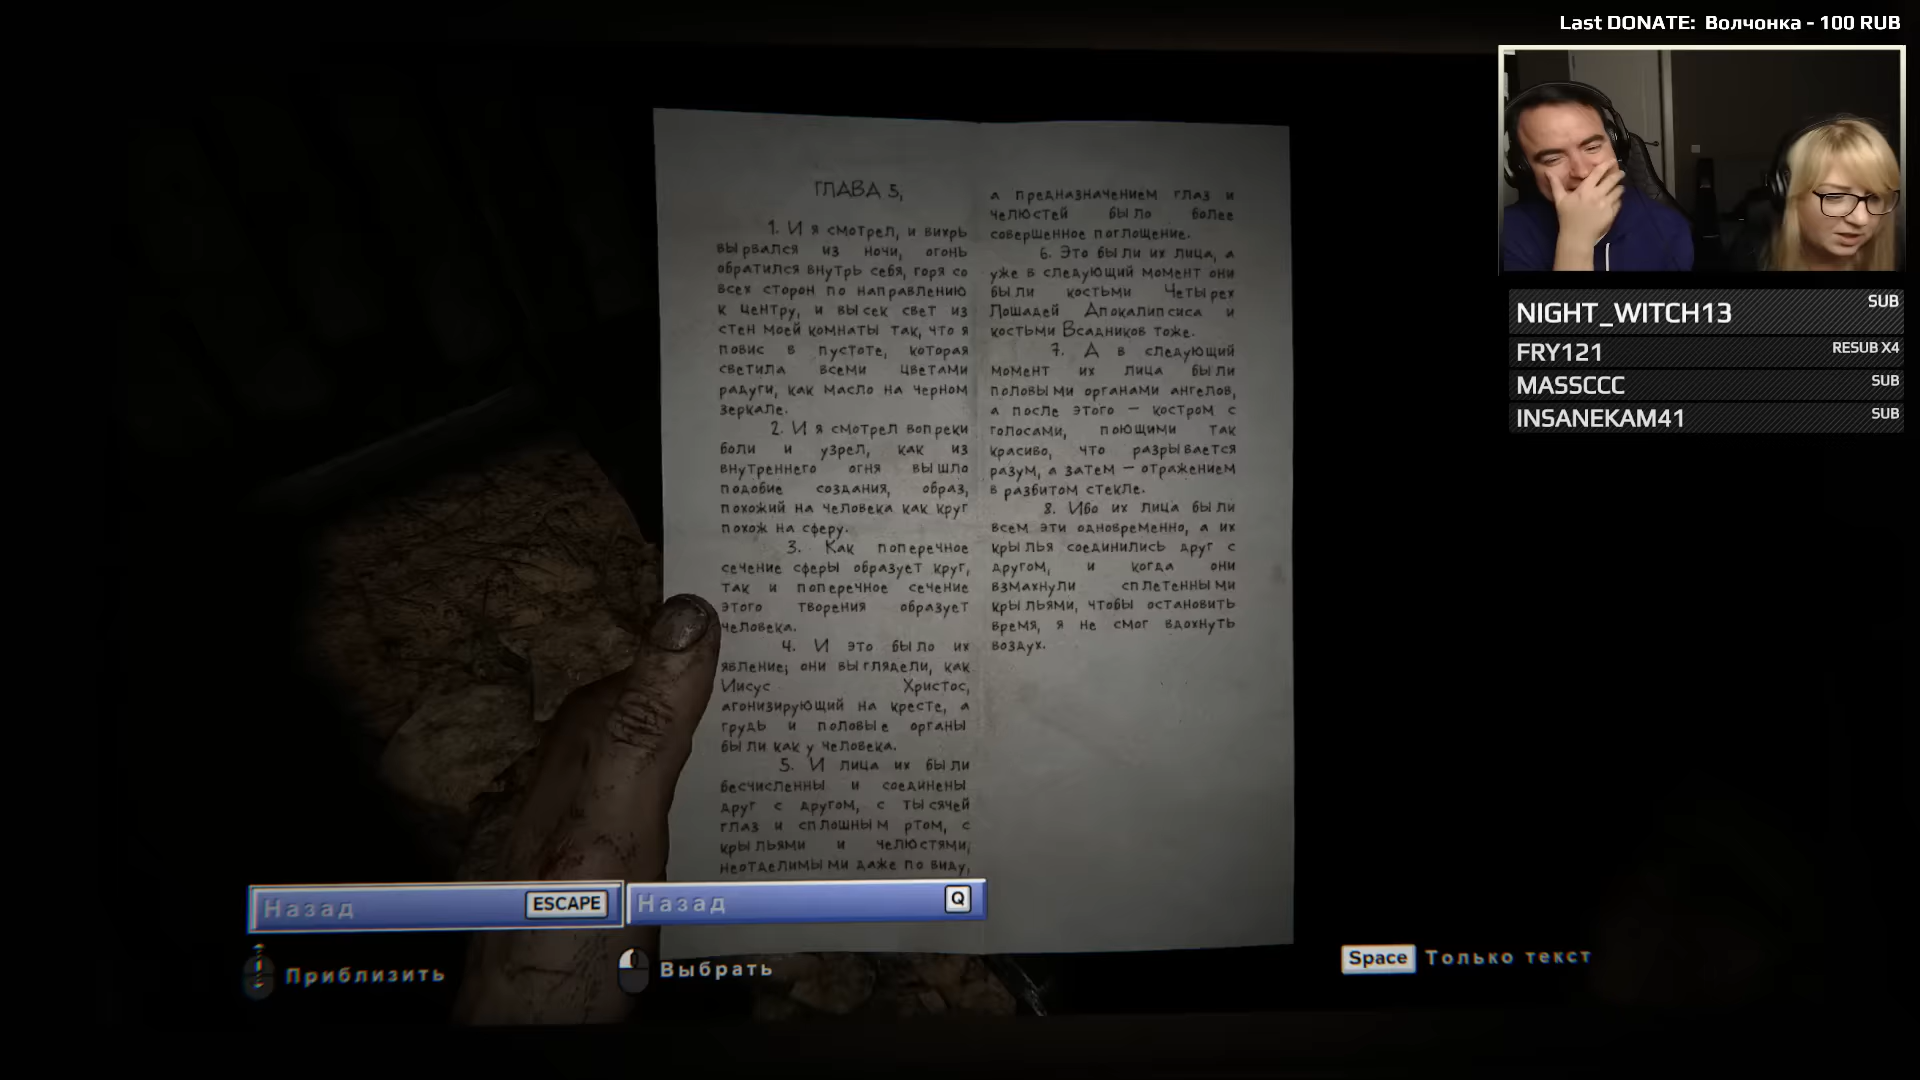 Last DONATE: Волчонка - 100 RUB
ГЛАВА 5,
1. И я смотрел, и вихрь
вырвался из ночи, огонь
обратился внутрь себя, горя со
всех сторон по направлению
к центру, и высек свет из
стен моей комнаты так, что я
повис в пустоте, которая
светила всеми цветами
радуги, как масло на черном
зеркале.
2. И я смотрел вопреки
боли и узрел, как из
внутреннего огня вышло
подобие создания, образ,
похожий на человека как круг
похож на сферу.
3. Как поперечное
сечение сферы образует круг,
так и поперечное сечение
этого творения образует
человека.
4. И это было их
явление; они выглядели, как
Иисус Христос,
агонизирующий на кресте, а
грудь и половые органы
были как у человека.
5. И лица их были
бесчисленны и соединены
друг с другом, с тысячей
глаз и сплошным ртом, с
крыльями и челюстями,
неотделимыми даже по виду,
а предназначением глаз и
челюстей было более
совершенное поглощение.
6. Это были их лица, а
уже в следующий момент они
были костьми Четырех
Лошадей Апокалипсиса и
костьми Всадников тоже.
7. А в следующий
момент их лица были
половыми органами ангелов,
а после этого — костром с
голосами, поющими так
красиво, что разрывается
разум, а затем — отражением
в разбитом стекле.
8. Ибо их лица были
всем эти одновременно, а их
крылья соединились друг с
другом, и когда они
взмахнули сплетенными
крыльями, чтобы остановить
время, я не смог вдохнуть
воздух.
NIGHT_WITCH13 SUB
FRY121 RESUB X4
MASSCCC SUB
INSANEKAM41 SUB
Назад ESCAPE
Назад Q
Приблизить
Выбрать
Space Только текст